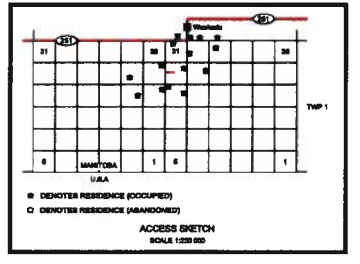 251
Waskada
251
31 36 31 36
TWP 1
6 1 6 1
MANITOBA
U.S.A.
DENOTES RESIDENCE (OCCUPIED)
DENOTES RESIDENCE (ABANDONED)
ACCESS SKETCH
SCALE 1:250 000